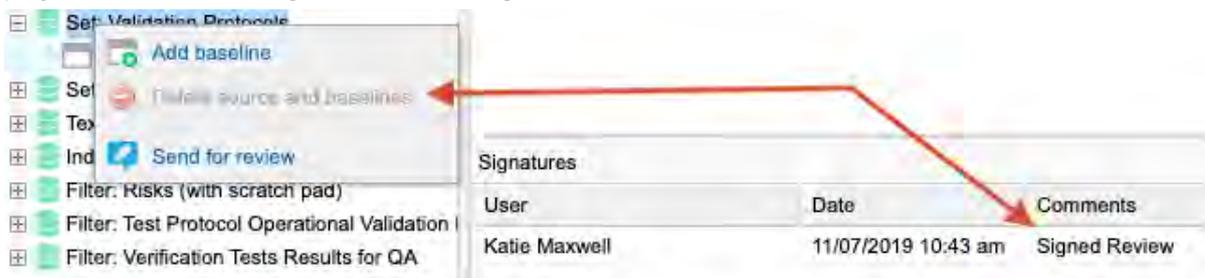 Set: Validation Protocols
Add baseline
Set
Delete source and baselines
Tex
Ind
Send for review
Filter: Risks (with scratch pad)
Filter: Test Protocol Operational Validation
Filter: Verification Tests Results for QA
Signatures
User Date Comments
Katie Maxwell 11/07/2019 10:43 am Signed Review